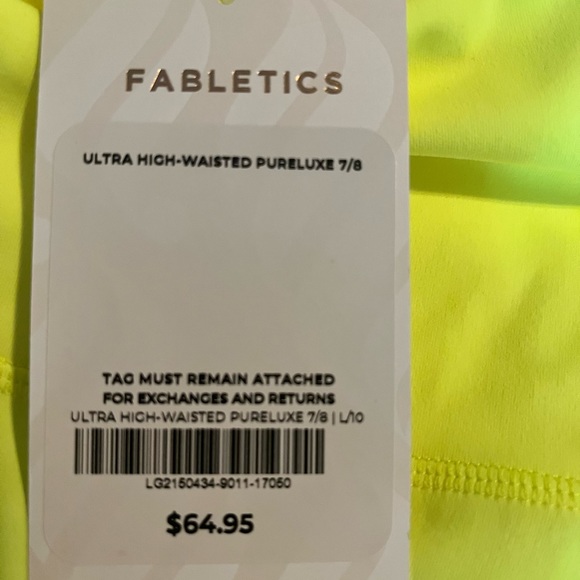 FABLETICS
ULTRA HIGH-WAISTED PURELUXE 7/8
TAG MUST REMAIN ATTACHED
FOR EXCHANGES AND RETURNS
ULTRA HIGH-WAISTED PURELUXE 7/8 | L/10
LG2150434-9011-17050
$64.95